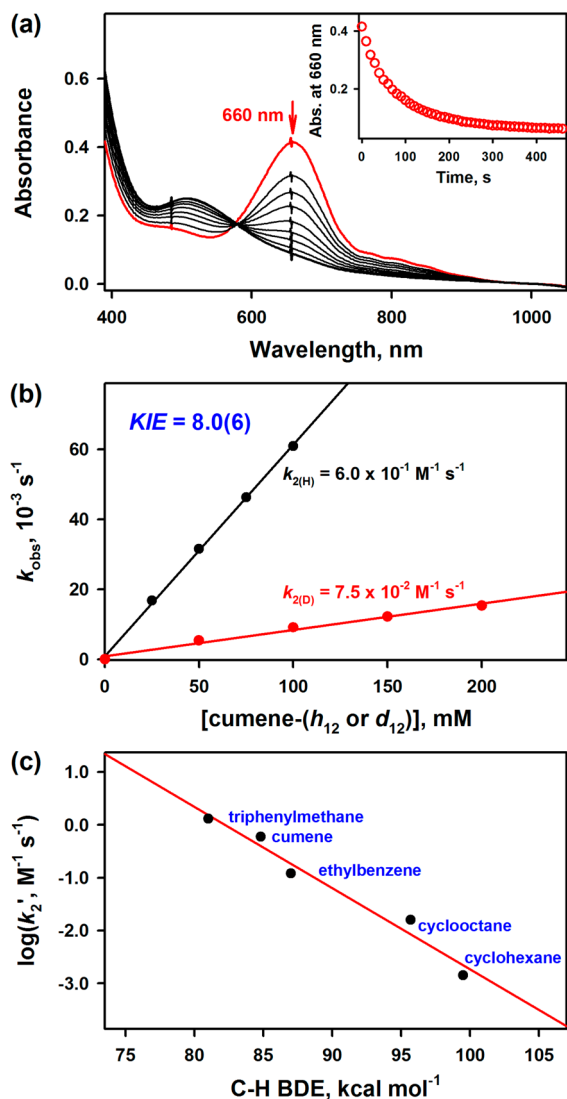 (a)
Absorbance
0.6
0.4
0.2
0.0
660 nm
Abs. at 660 nm
0.4
0.2
0 100 200 300 400
Time, s
400 600 800 1000
Wavelength, nm
(b)
KIE = 8.0(6)
k2(H) = 6.0 x 10⁻¹ M⁻¹ s⁻¹
k2(D) = 7.5 x 10⁻² M⁻¹ s⁻¹
kobs, 10⁻³ s⁻¹
60
40
20
0
0 50 100 150 200
[cumene-(h12 or d12)], mM
(c)
log(k2', M⁻¹ s⁻¹)
1.0
0.0
-1.0
-2.0
-3.0
triphenylmethane
cumene
ethylbenzene
cyclooctane
cyclohexane
75 80 85 90 95 100 105
C-H BDE, kcal mol⁻¹